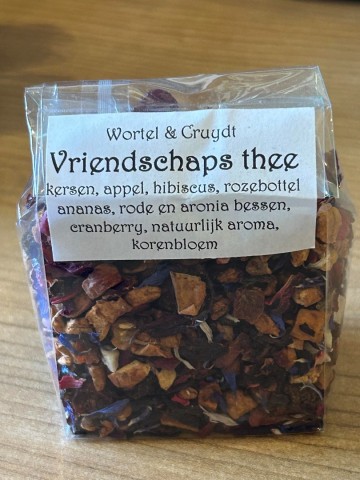 Wortel & Cruydt
Vriendschaps thee
kersen, appel, hibiscus, rozebottel
ananas, rode en aronia bessen,
cranberry, natuurlijk aroma,
korenbloem